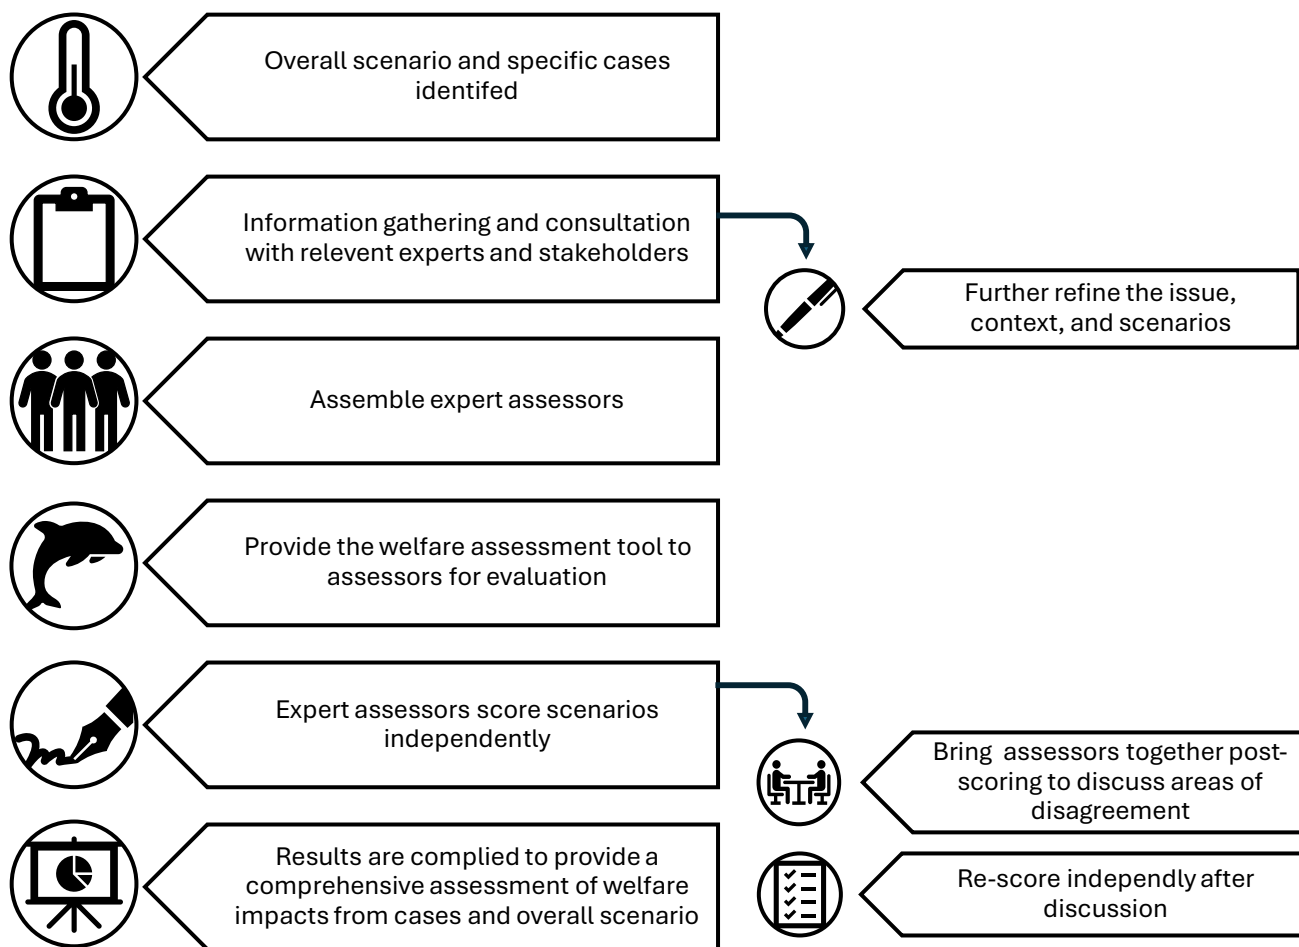 Overall scenario and specific cases
identifed
Information gathering and consultation
with relevent experts and stakeholders
Further refine the issue,
context, and scenarios
Assemble expert assessors
Provide the welfare assessment tool to
assessors for evaluation
Expert assessors score scenarios
independently
Bring assessors together post-
scoring to discuss areas of
disagreement
Re-score independly after
discussion
Results are complied to provide a
comprehensive assessment of welfare
impacts from cases and overall scenario